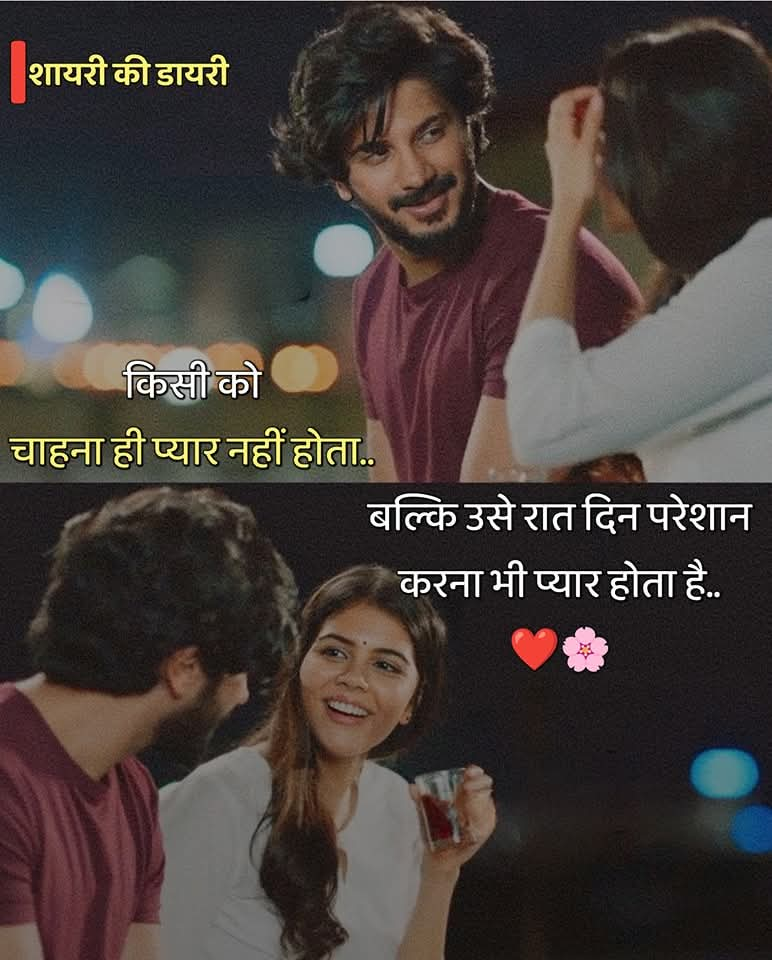 शायरी की डायरी
किसी को
चाहना ही प्यार नहीं होता..
बल्कि उसे रात दिन परेशान
करना भी प्यार होता है..
❤️🌸